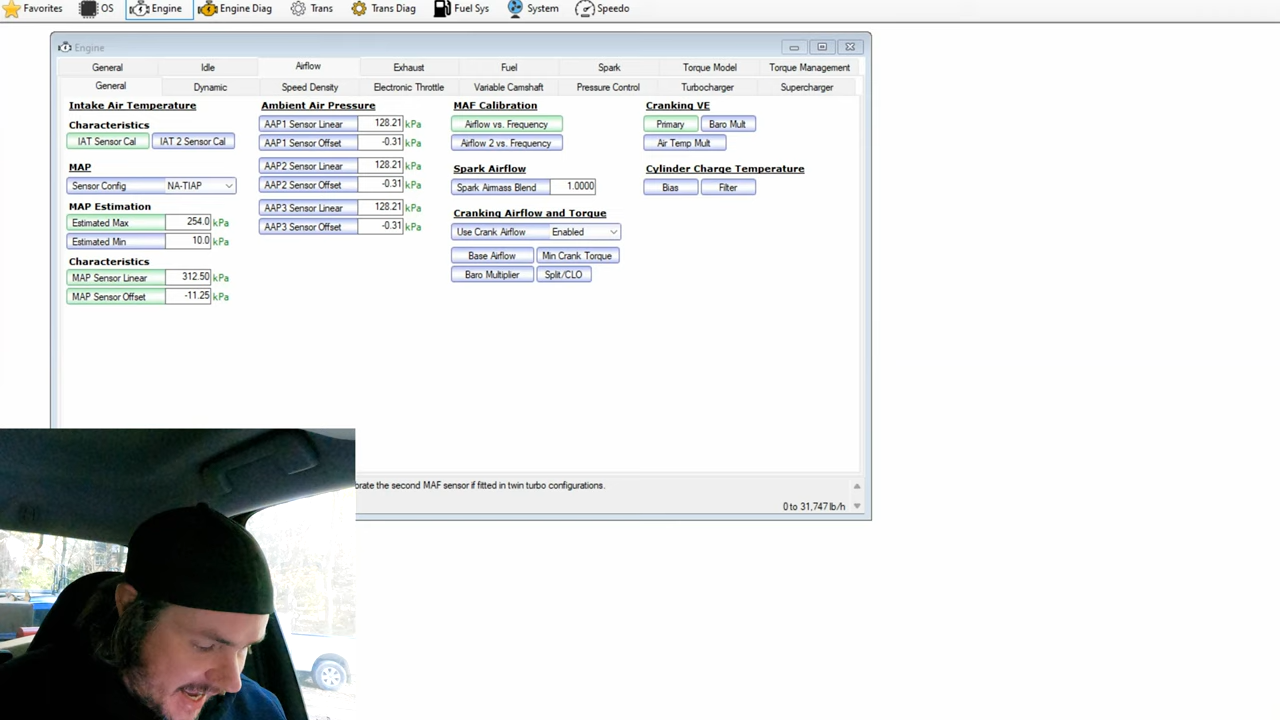 Favorites OS Engine Engine Diag Trans Trans Diag Fuel Sys System Speedo
Engine
General Idle Airflow Exhaust Fuel Spark Torque Model Torque Management
General Dynamic Speed Density Electronic Throttle Variable Camshaft Pressure Control Turbocharger Supercharger
Intake Air Temperature
Characteristics
IAT Sensor Cal IAT 2 Sensor Cal
MAP
Sensor Config NA-TIAP
MAP Estimation
Estimated Max 254.0 kPa
Estimated Min 10.0 kPa
Characteristics
MAP Sensor Linear 312.50 kPa
MAP Sensor Offset -11.25 kPa
Ambient Air Pressure
AAP1 Sensor Linear 128.21 kPa
AAP1 Sensor Offset -0.31 kPa
AAP2 Sensor Linear 128.21 kPa
AAP2 Sensor Offset -0.31 kPa
AAP3 Sensor Linear 128.21 kPa
AAP3 Sensor Offset -0.31 kPa
MAF Calibration
Airflow vs. Frequency
Airflow 2 vs. Frequency
Spark Airflow
Spark Airmass Blend 1.0000
Cranking Airflow and Torque
Use Crank Airflow Enabled
Base Airflow Min Crank Torque
Baro Multiplier Split/CLO
Cranking VE
Primary Baro Mult
Air Temp Mult
Cylinder Charge Temperature
Bias Filter
brate the second MAF sensor if fitted in twin turbo configurations.
0 to 31,747 lb/h